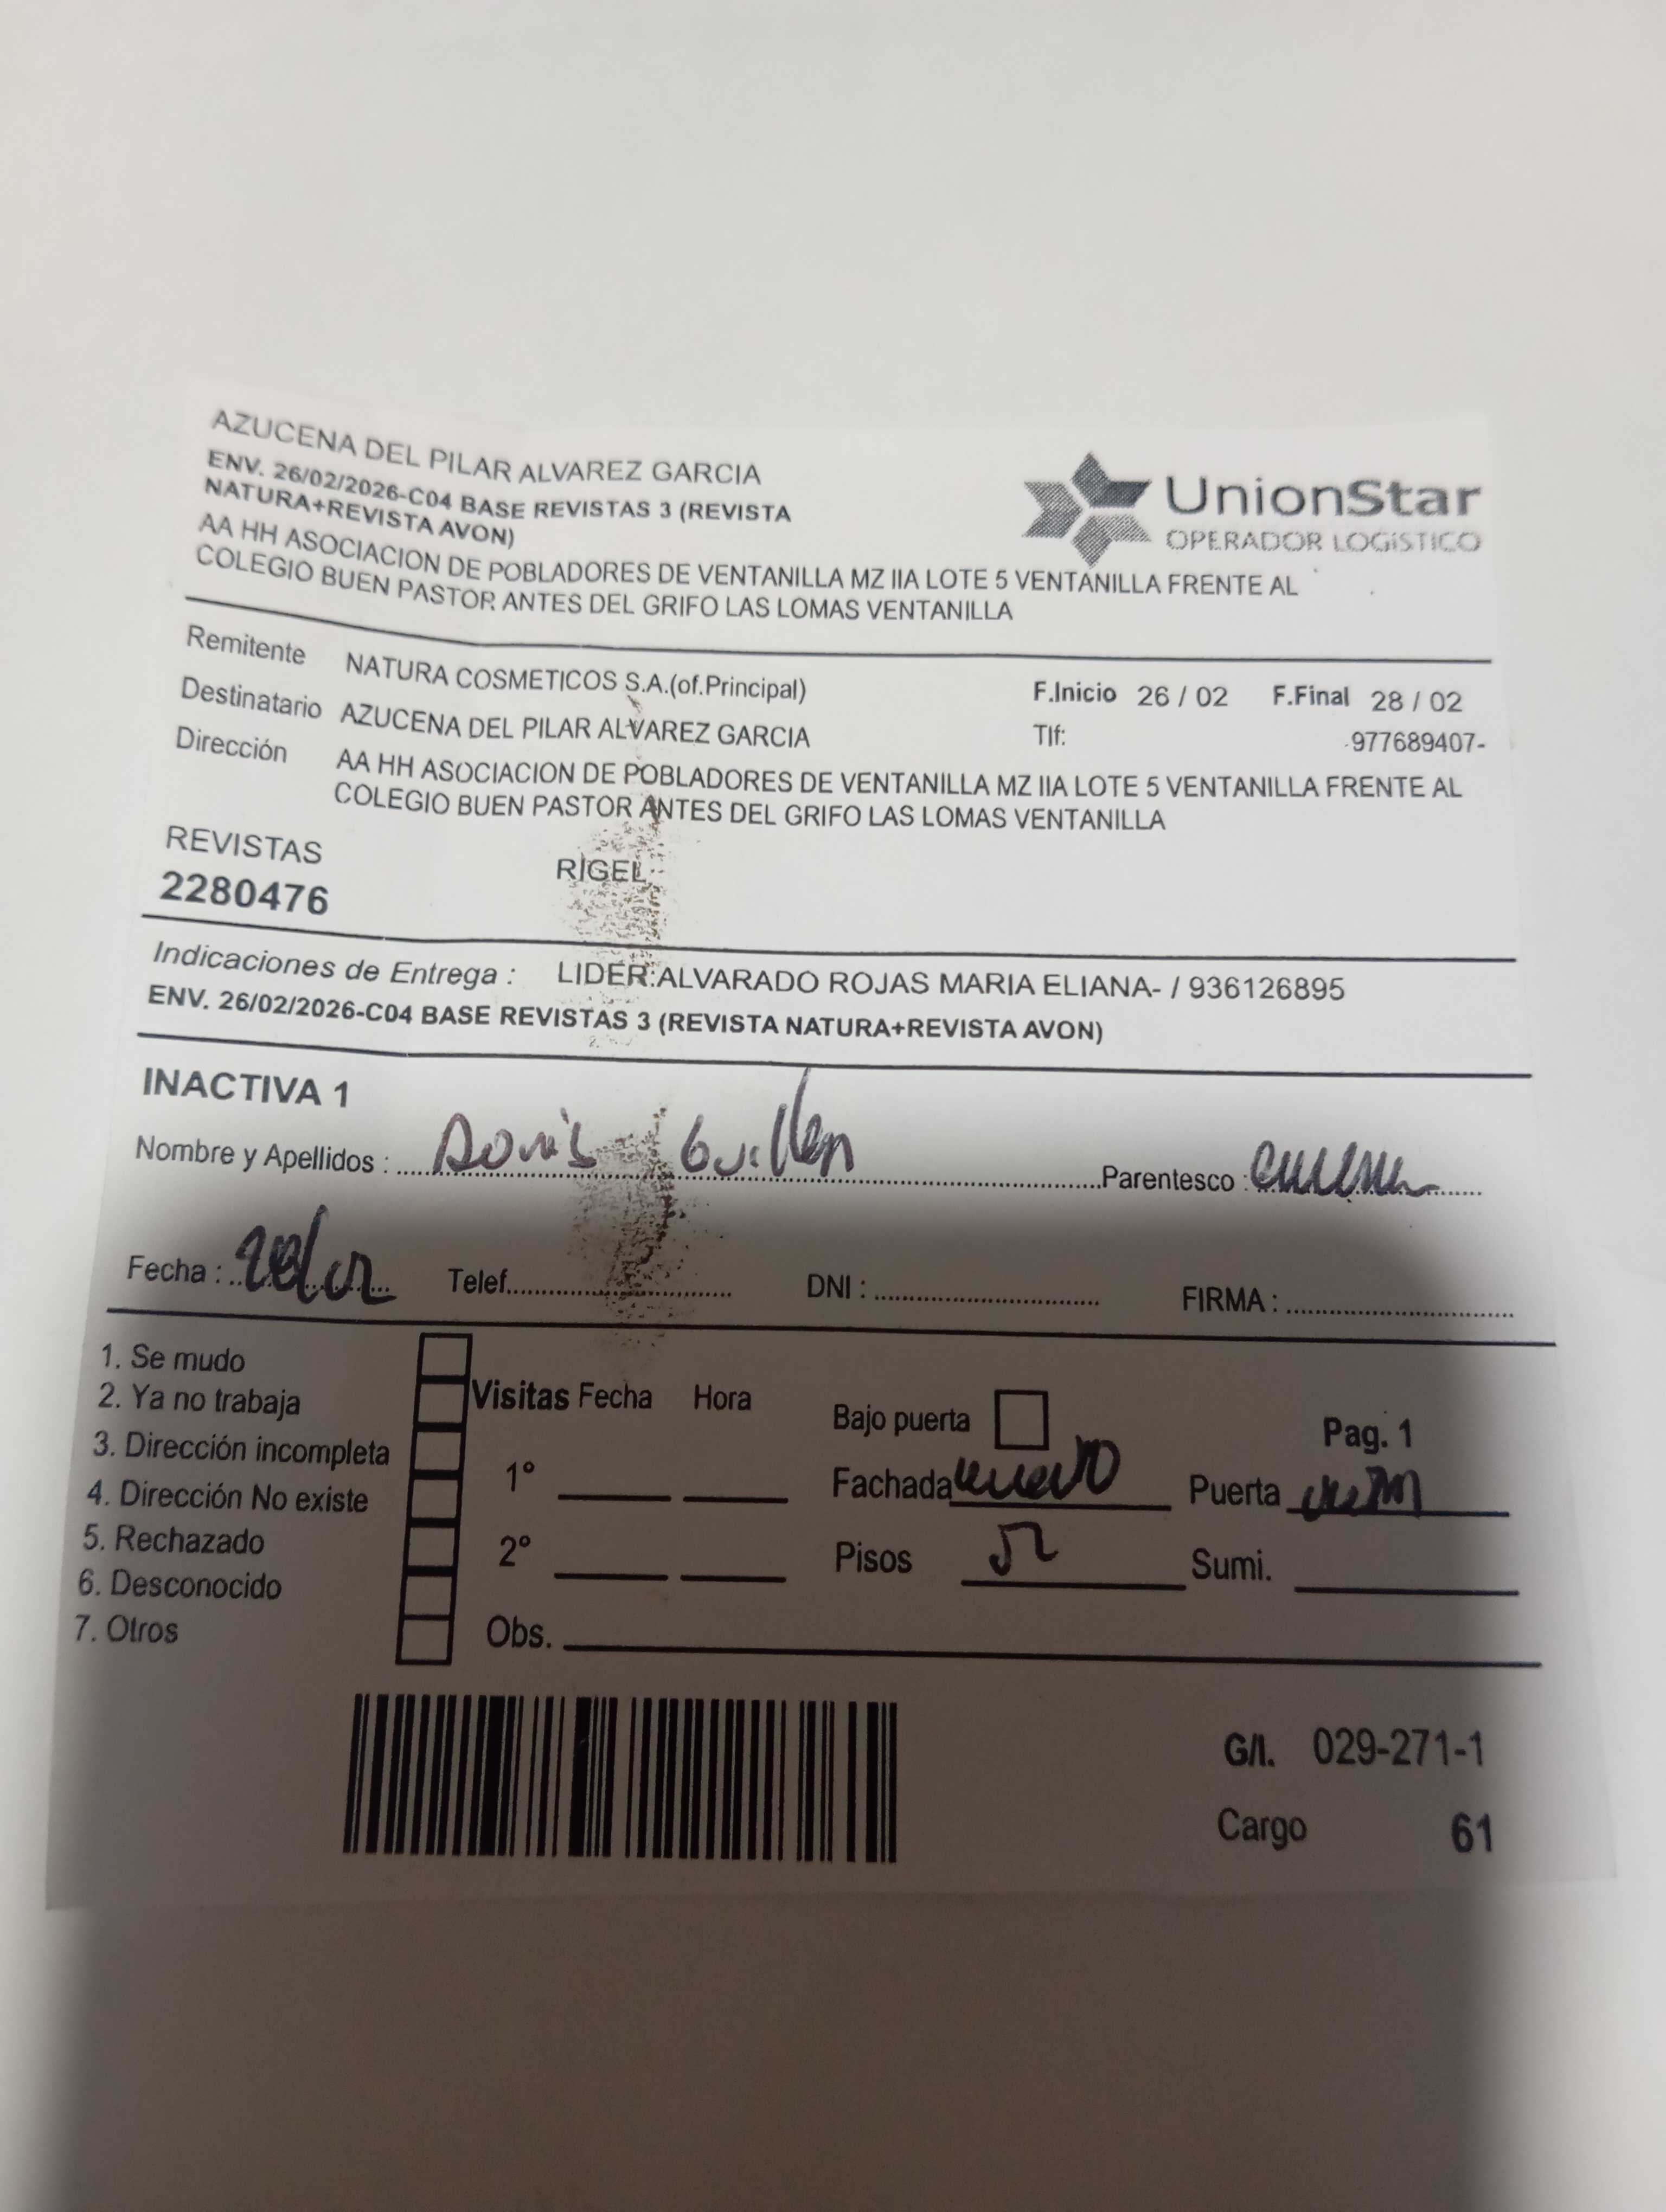 AZUCENA DEL PILAR ALVAREZ GARCIA
ENV. 26/02/2026-C04 BASE REVISTAS 3 (REVISTA
NATURA+REVISTA AVON)
UnionStar
OPERADOR LOGÍSTICO
AA HH ASOCIACION DE POBLADORES DE VENTANILLA MZ IIA LOTE 5 VENTANILLA FRENTE AL
COLEGIO BUEN PASTOR ANTES DEL GRIFO LAS LOMAS VENTANILLA
Remitente NATURA COSMETICOS S.A.(of.Principal) F.Inicio 26 / 02 F.Final 28 / 02
Destinatario AZUCENA DEL PILAR ALVAREZ GARCIA Tlf: 977689407-
Dirección AA HH ASOCIACION DE POBLADORES DE VENTANILLA MZ IIA LOTE 5 VENTANILLA FRENTE AL
COLEGIO BUEN PASTOR ANTES DEL GRIFO LAS LOMAS VENTANILLA
REVISTAS RIGEL
2280476
Indicaciones de Entrega : LIDER:ALVARADO ROJAS MARIA ELIANA- / 936126895
ENV. 26/02/2026-C04 BASE REVISTAS 3 (REVISTA NATURA+REVISTA AVON)
INACTIVA 1
Nombre y Apellidos : Doris Guillen Parentesco :
Fecha : Telef. DNI : FIRMA :
1. Se mudo
2. Ya no trabaja Visitas Fecha Hora Bajo puerta Pag. 1
3. Dirección incompleta 1° Fachada Puerta
4. Dirección No existe
5. Rechazado 2° Pisos Sumi.
6. Desconocido
7. Otros Obs.
G/I. 029-271-1
Cargo 61